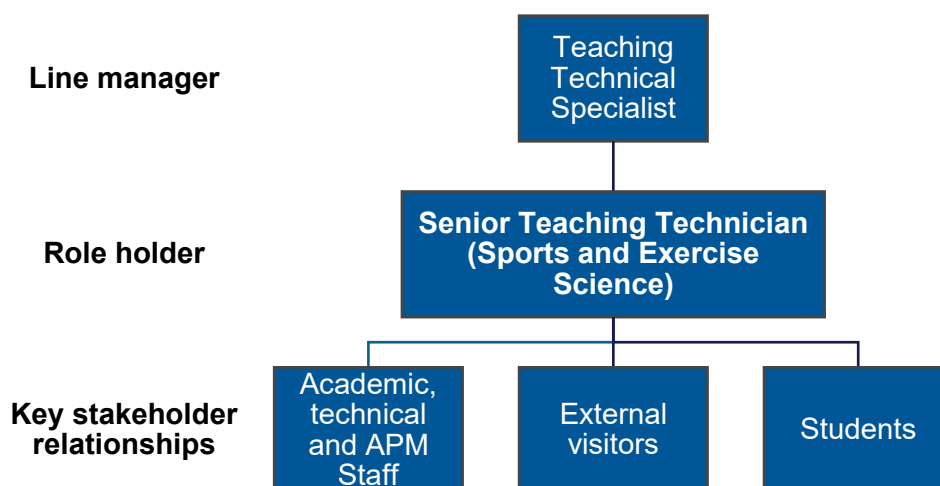 Line manager
Teaching
Technical
Specialist
Role holder
Senior Teaching Technician
(Sports and Exercise
Science)
Key stakeholder
relationships
Academic,
technical
and APM
Staff
External
visitors
Students